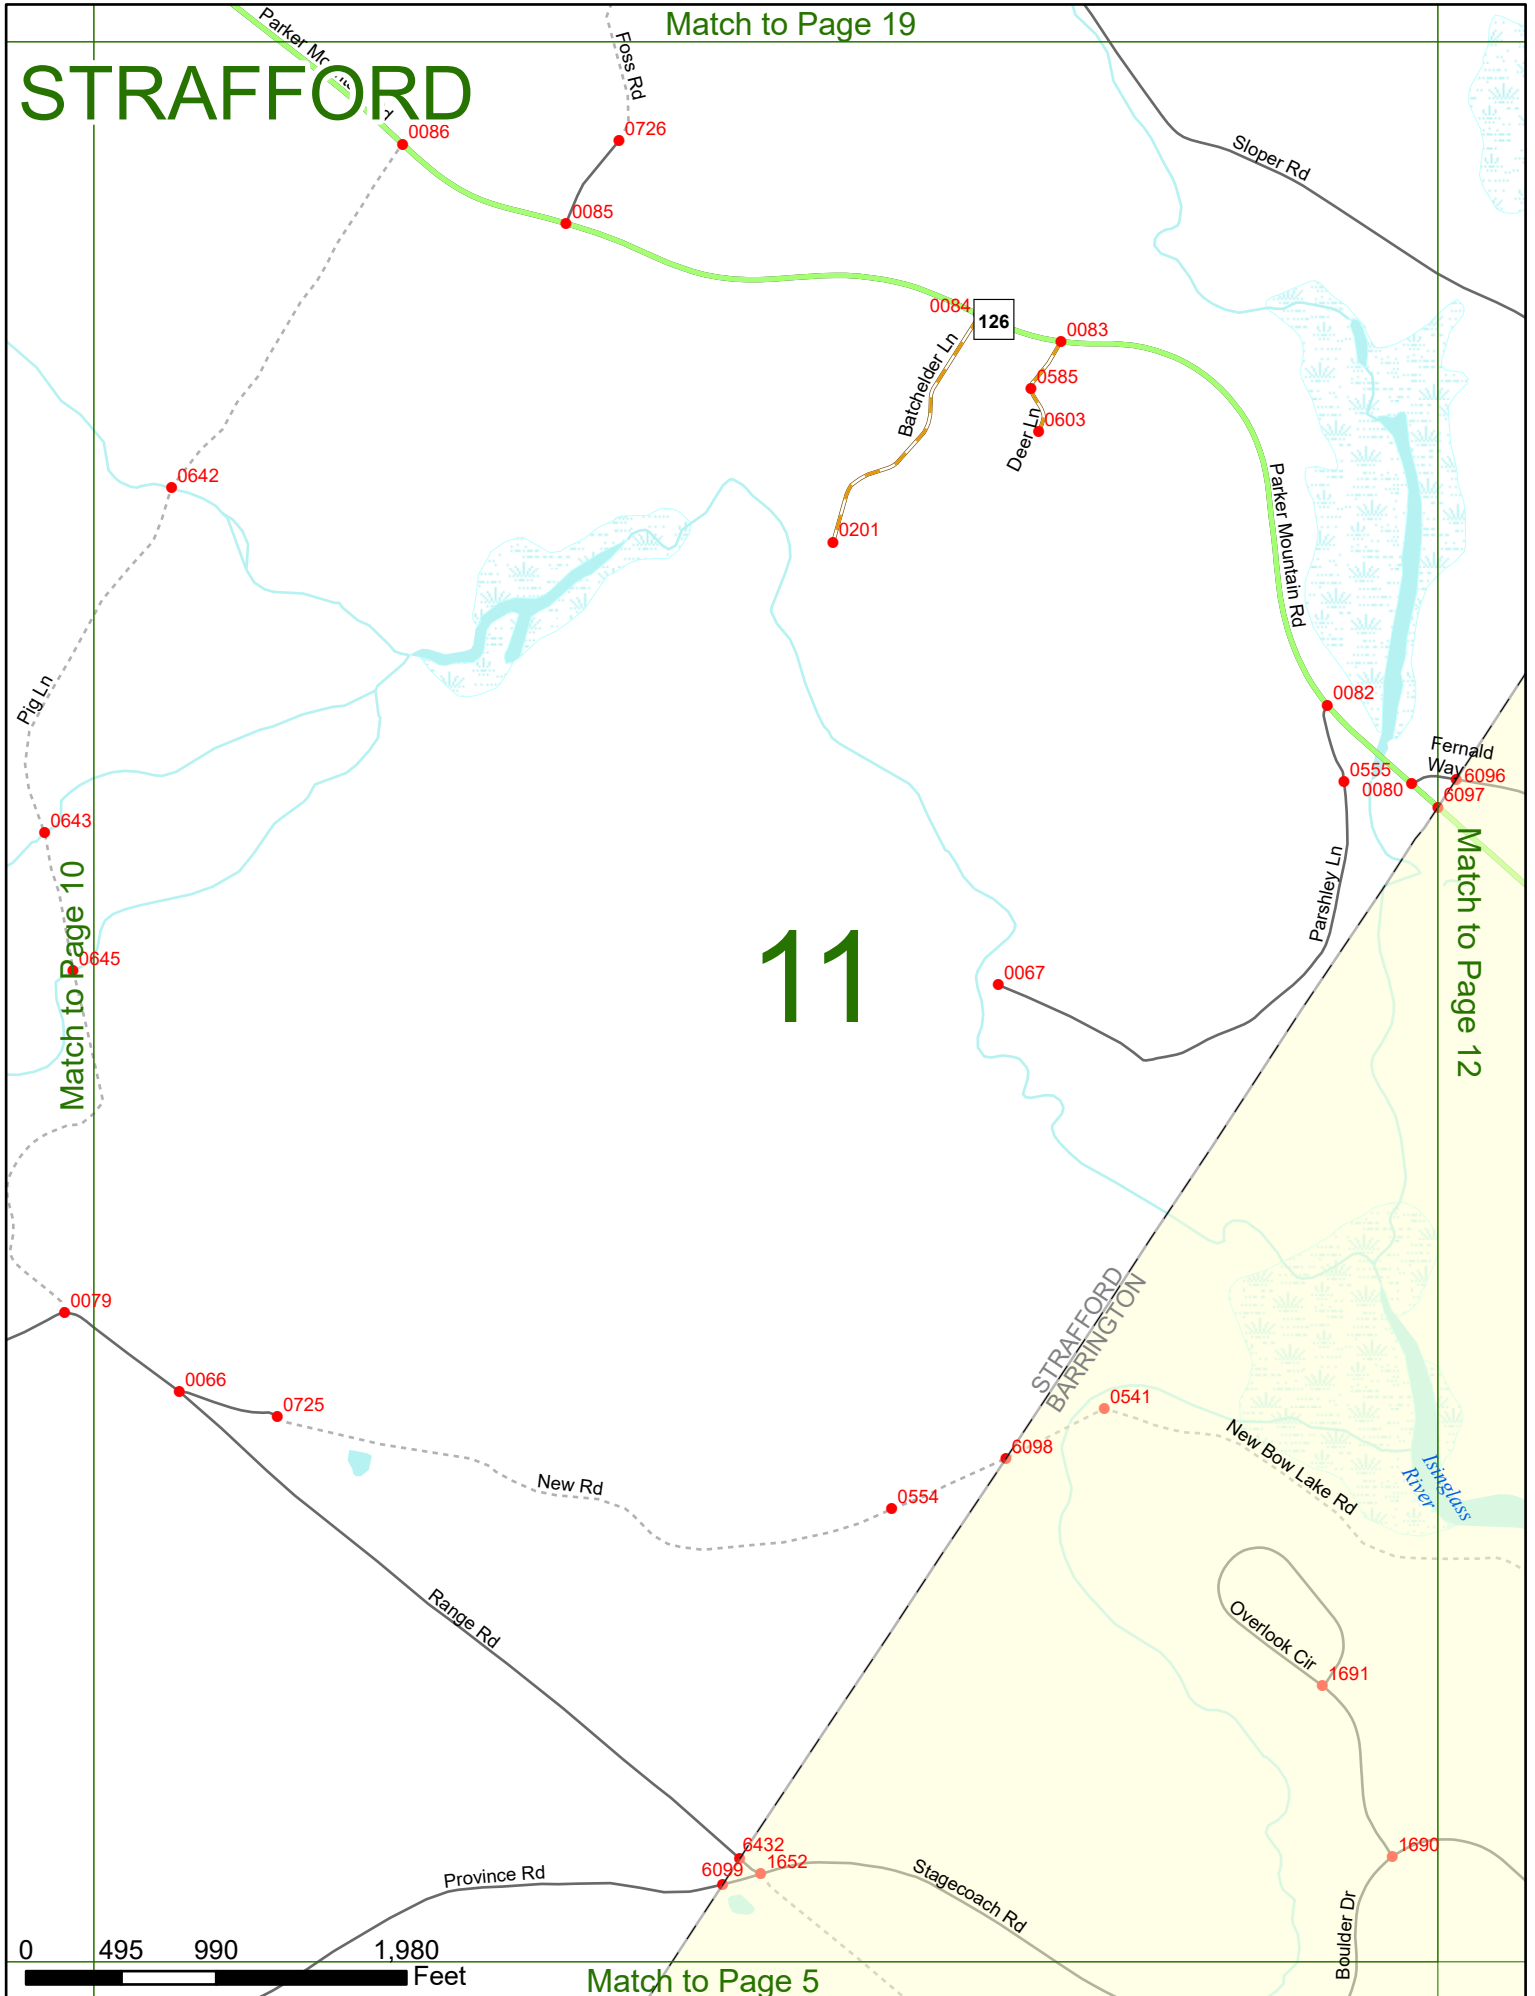 Match to Page 19
STRAFFORD
Foss Rd
0086
0726
Sloper Rd
0085
0084
126
0083
Batchelder Ln
0585
0603
Deer Ln
0642
0201
Parker Mountain Rd
Pig Ln
0082
Fernald
Way
0555
6096
0080
6097
0643
Match to Page 10
Match to Page 12
Parshley Ln
11
0645
0067
0079
STRAFFORD
BARRINGTON
0066
0725
0541
New Bow Lake Rd
6098
Isinglass
River
New Rd
0554
Range Rd
Overlook Cir
1691
6432
1652
6099
1690
Province Rd
Stagecoach Rd
Boulder Dr
0 495 990 1,980
Feet
Match to Page 5